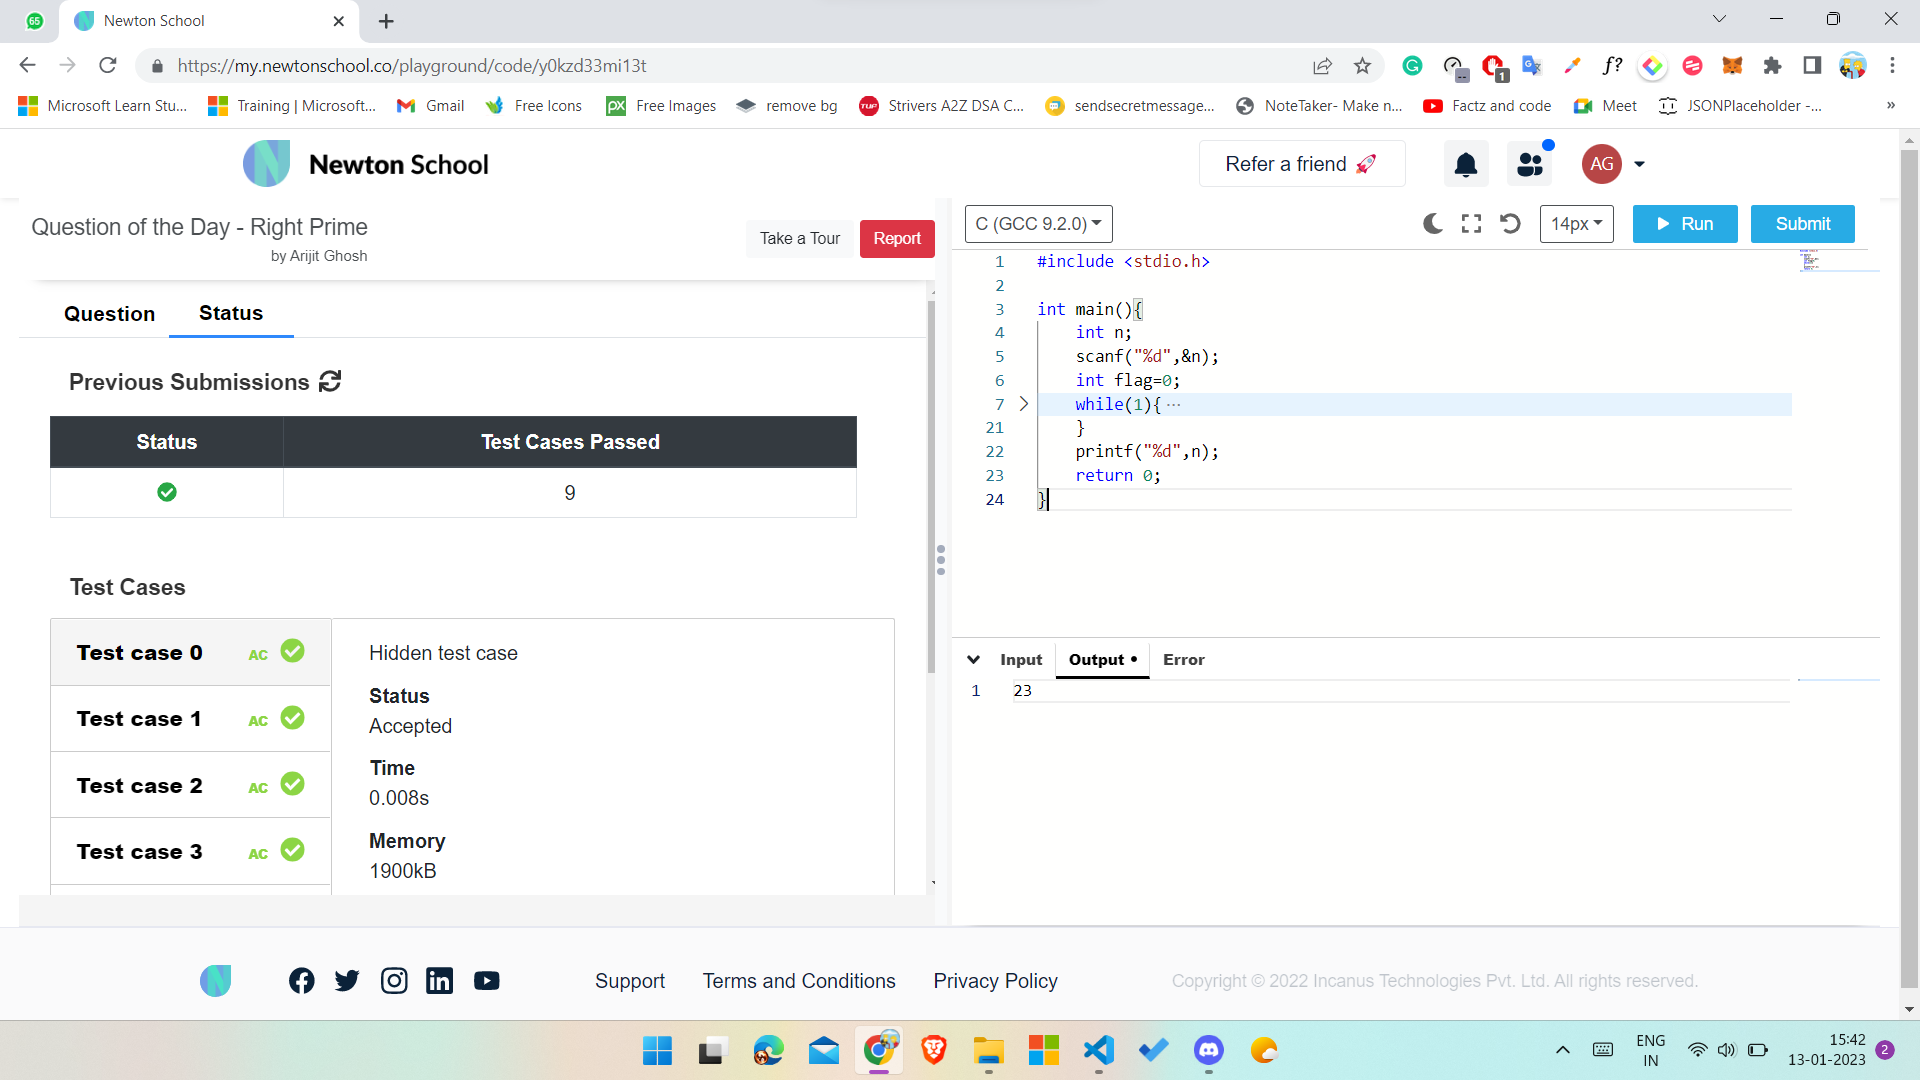 65
Newton School
https://my.newtonschool.co/playground/code/y0kzd33mi13t
1
f?
Microsoft Learn Stu...
Training | Microsoft...
Gmail
Free Icons
px
Free Images
remove bg
TUF
Strivers A2Z DSA C...
sendsecretmessage...
NoteTaker- Make n...
Factz and code
Meet
JSONPlaceholder -...
»
Newton School
Refer a friend 🚀
AG
Question of the Day - Right Prime
by Arijit Ghosh
Take a Tour
Report
Question
Status
Previous Submissions
Status
Test Cases Passed
9
Test Cases
Test case 0
AC
Test case 1
AC
Test case 2
AC
Test case 3
AC
Hidden test case
Status
Accepted
Time
0.008s
Memory
1900kB
C (GCC 9.2.0)
14px
Run
Submit
1 #include <stdio.h>
2
3 int main(){
4 int n;
5 scanf("%d",&n);
6 int flag=0;
7 while(1){ ···
21 }
22 printf("%d",n);
23 return 0;
24 }
Input
Output •
Error
1 23
Support
Terms and Conditions
Privacy Policy
Copyright © 2022 Incanus Technologies Pvt. Ltd. All rights reserved.
ENG
IN
15:42
13-01-2023
2